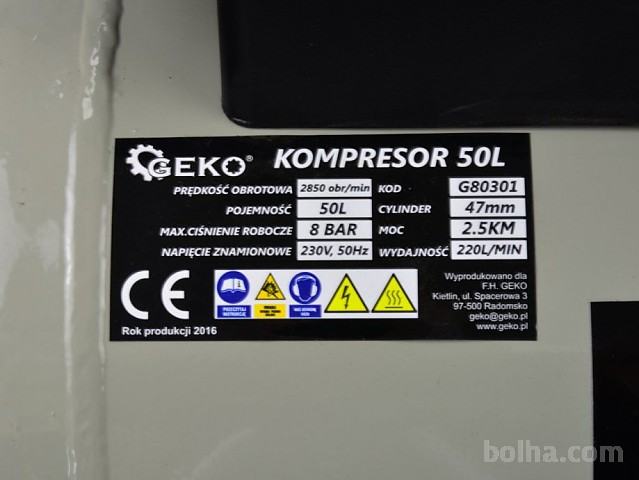 GEKO® KOMPRESOR 50L
PRĘDKOŚĆ OBROTOWA 2850 obr/min KOD G80301
POJEMNOŚĆ 50L CYLINDER 47mm
MAX.CIŚNIENIE ROBOCZE 8 BAR MOC 2.5KM
NAPIĘCIE ZNAMIONOWE 230V, 50Hz WYDAJNOŚĆ 220L/MIN
CE
PRZECZYTAJ
INSTRUKCJĘ
Wyprodukowano dla
F.H. GEKO
Kietlin, ul. Spacerowa 3
97-500 Radomsko
geko@geko.pl
www.geko.pl
Rok produkcji 2016
bolha.com